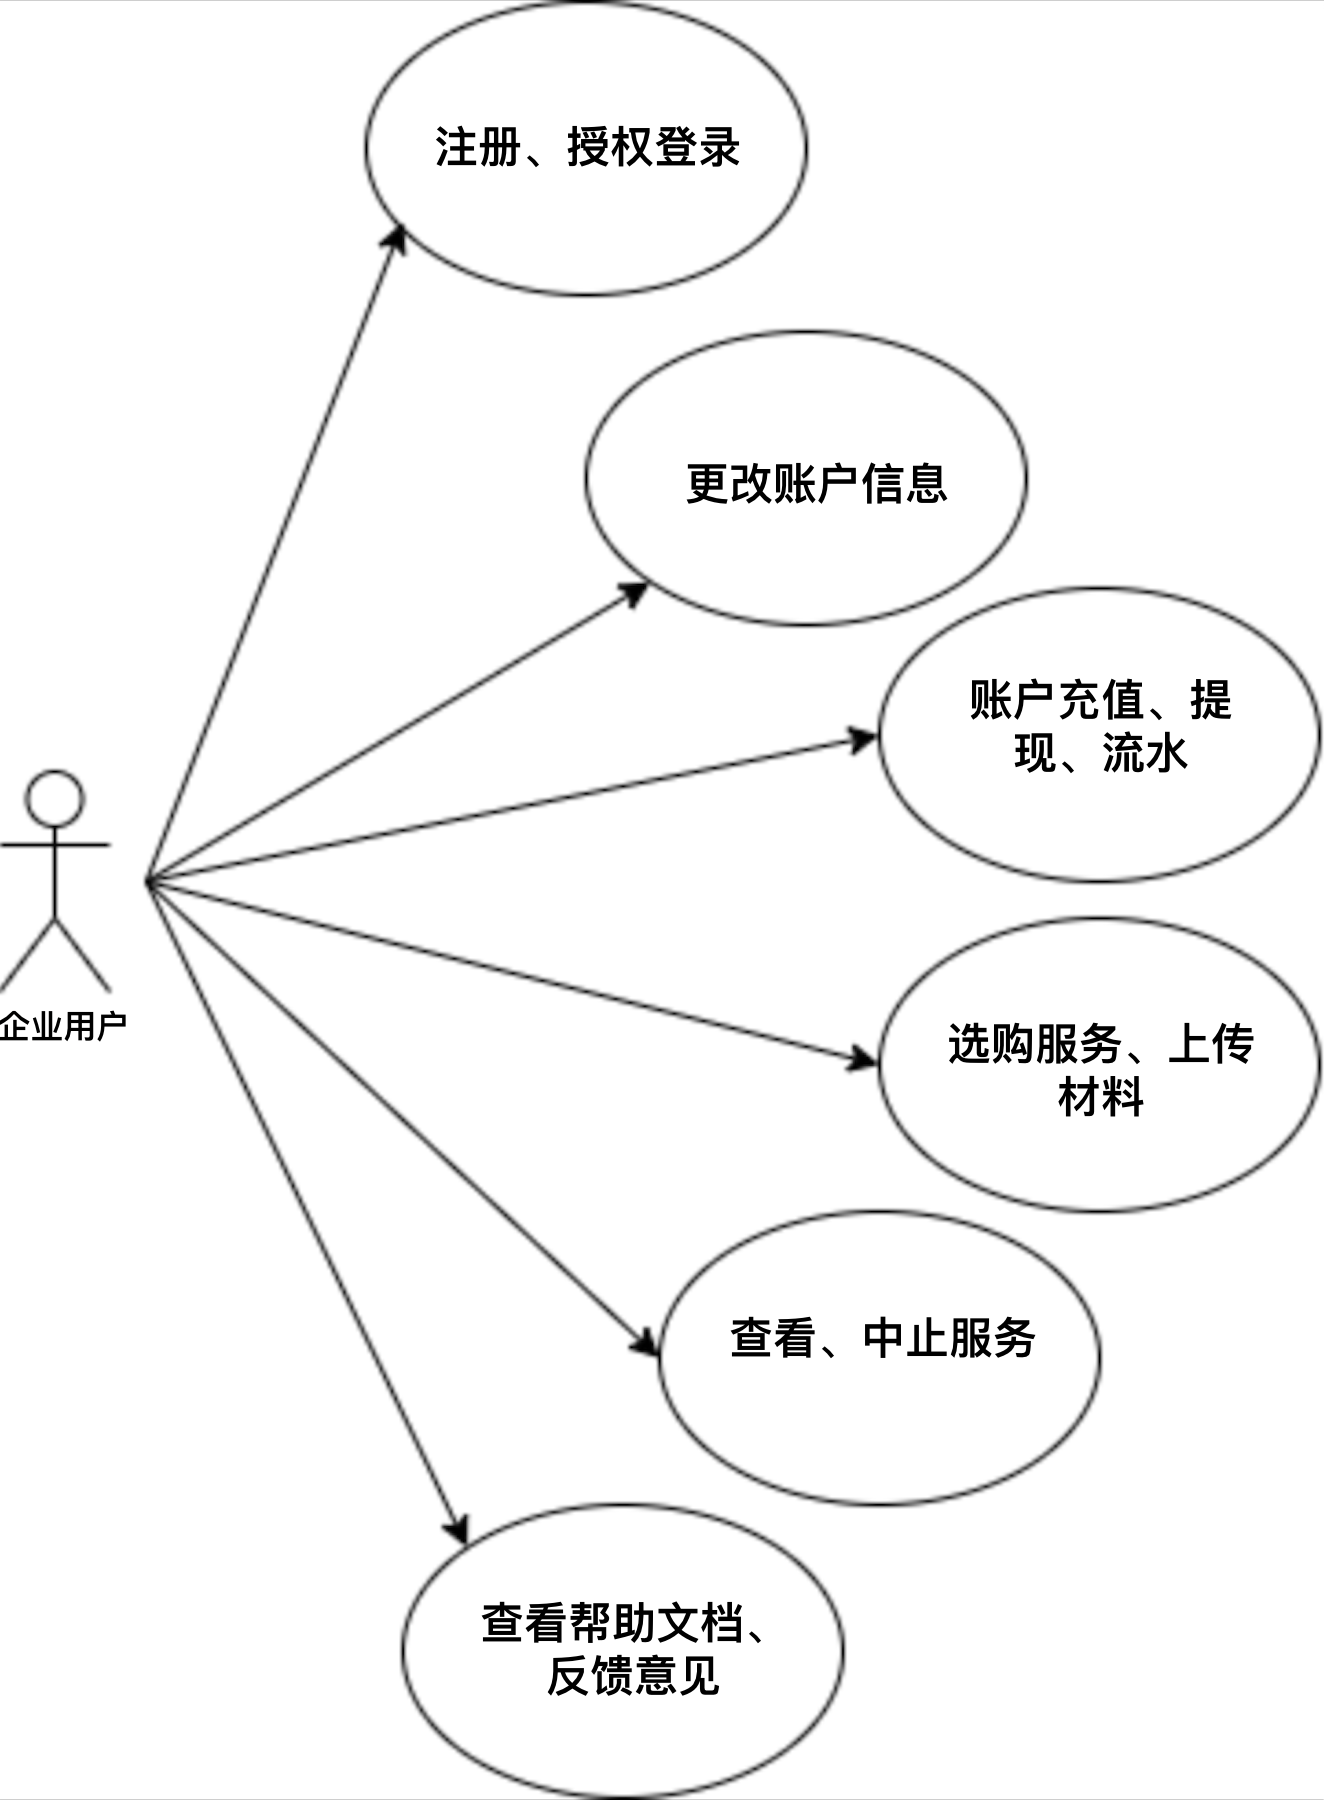 注册、授权登录
更改账户信息
账户充值、提
现、流水
企业用户
选购服务、上传
材料
查看、中止服务
查看帮助文档、
反馈意见